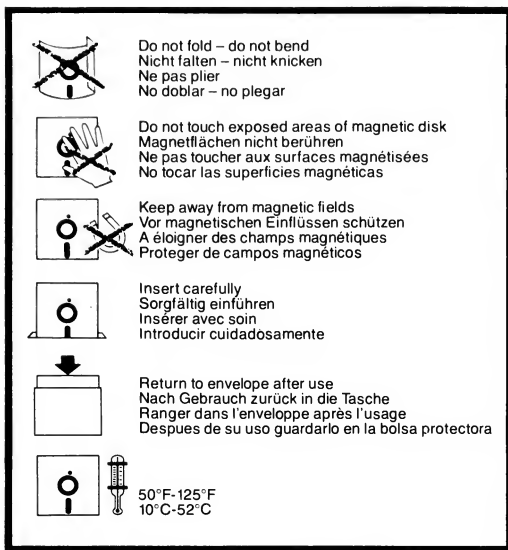 Do not fold – do not bend
Nicht falten – nicht knicken
Ne pas plier
No doblar – no plegar
Do not touch exposed areas of magnetic disk
Magnetflächen nicht berühren
Ne pas toucher aux surfaces magnétisées
No tocar las superficies magnéticas
Keep away from magnetic fields
Vor magnetischen Einflüssen schützen
A éloigner des champs magnétiques
Proteger de campos magnéticos
Insert carefully
Sorgfältig einführen
Insérer avec soin
Introducir cuidadosamente
Return to envelope after use
Nach Gebrauch zurück in die Tasche
Ranger dans l'enveloppe après l'usage
Despues de su uso guardarlo en la bolsa protectora
50°F-125°F
10°C-52°C